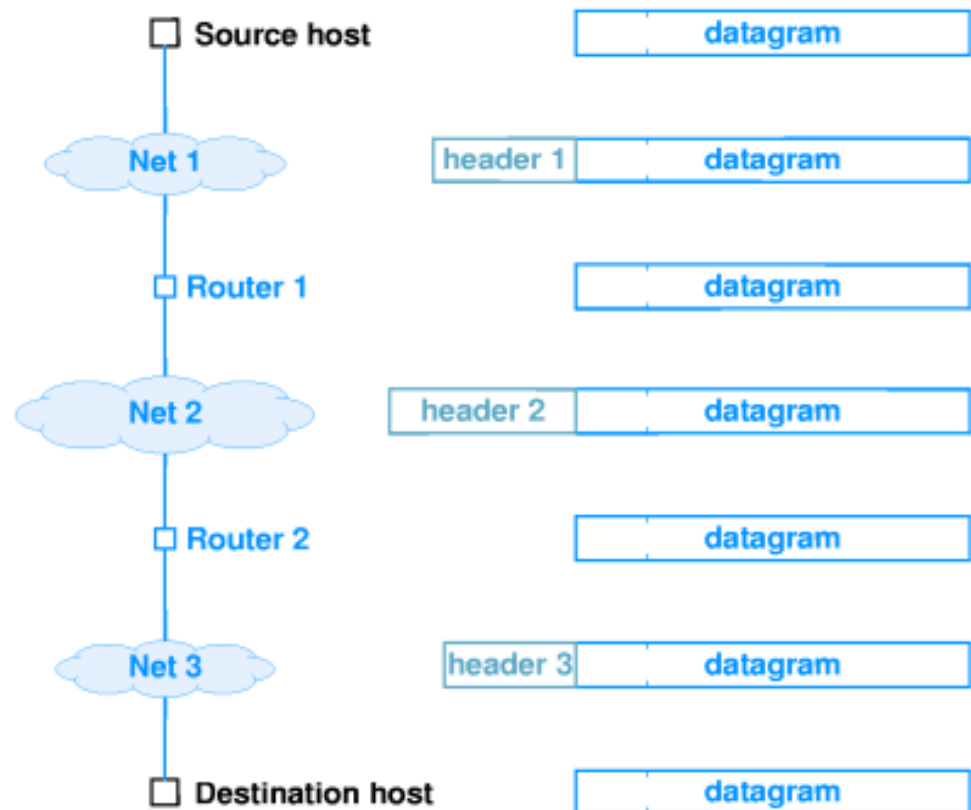 Source host datagram
Net 1 header 1 datagram
Router 1 datagram
Net 2 header 2 datagram
Router 2 datagram
Net 3 header 3 datagram
Destination host datagram